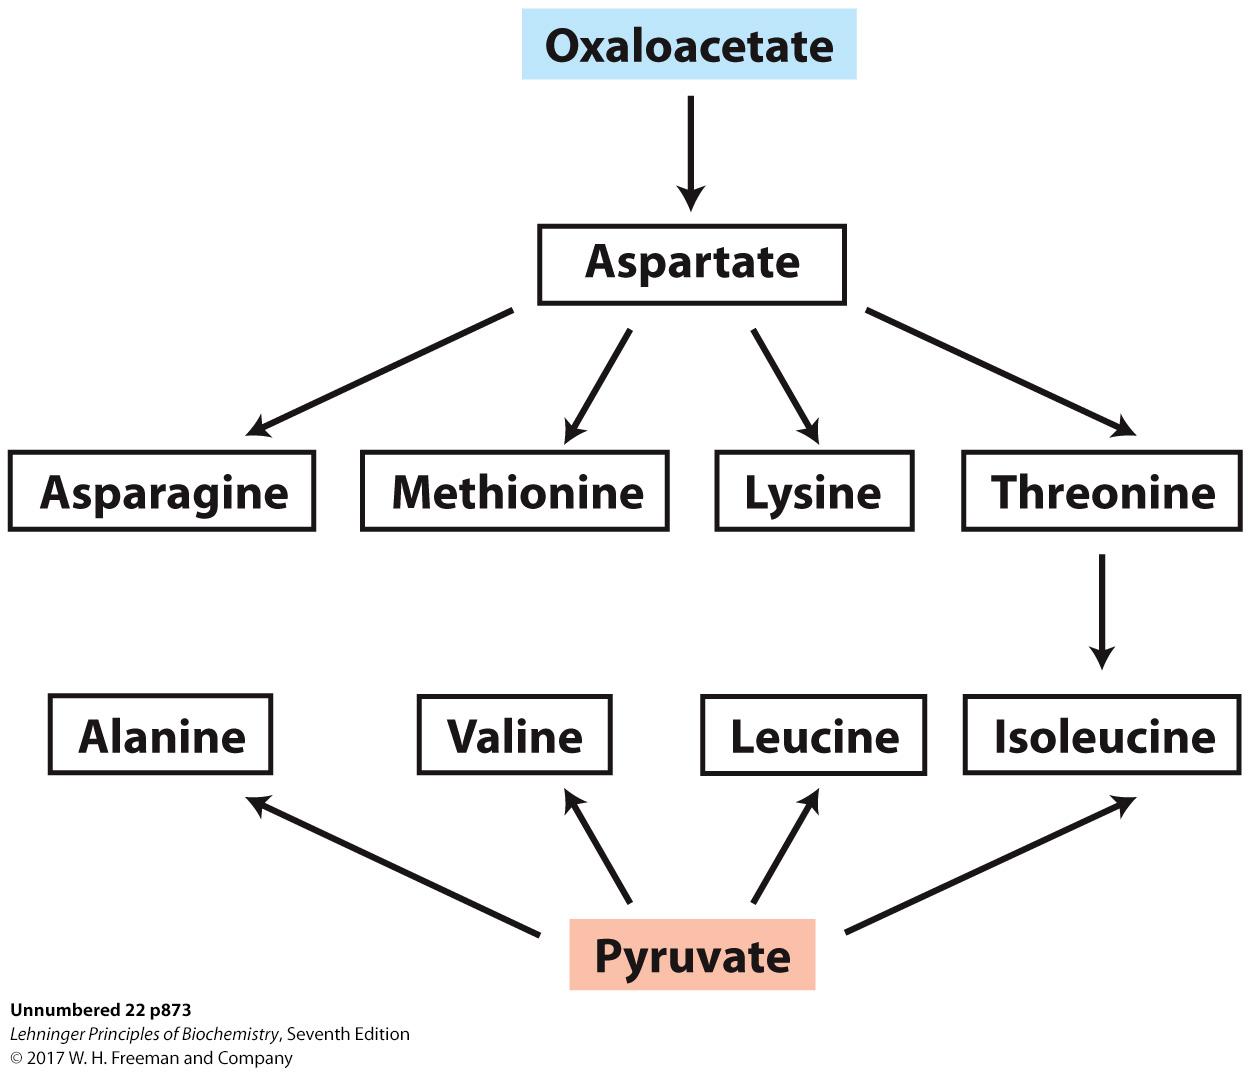 Oxaloacetate
Aspartate
Asparagine
Methionine
Lysine
Threonine
Alanine
Valine
Leucine
Isoleucine
Pyruvate
Unnumbered 22 p873
Lehninger Principles of Biochemistry, Seventh Edition
© 2017 W. H. Freeman and Company